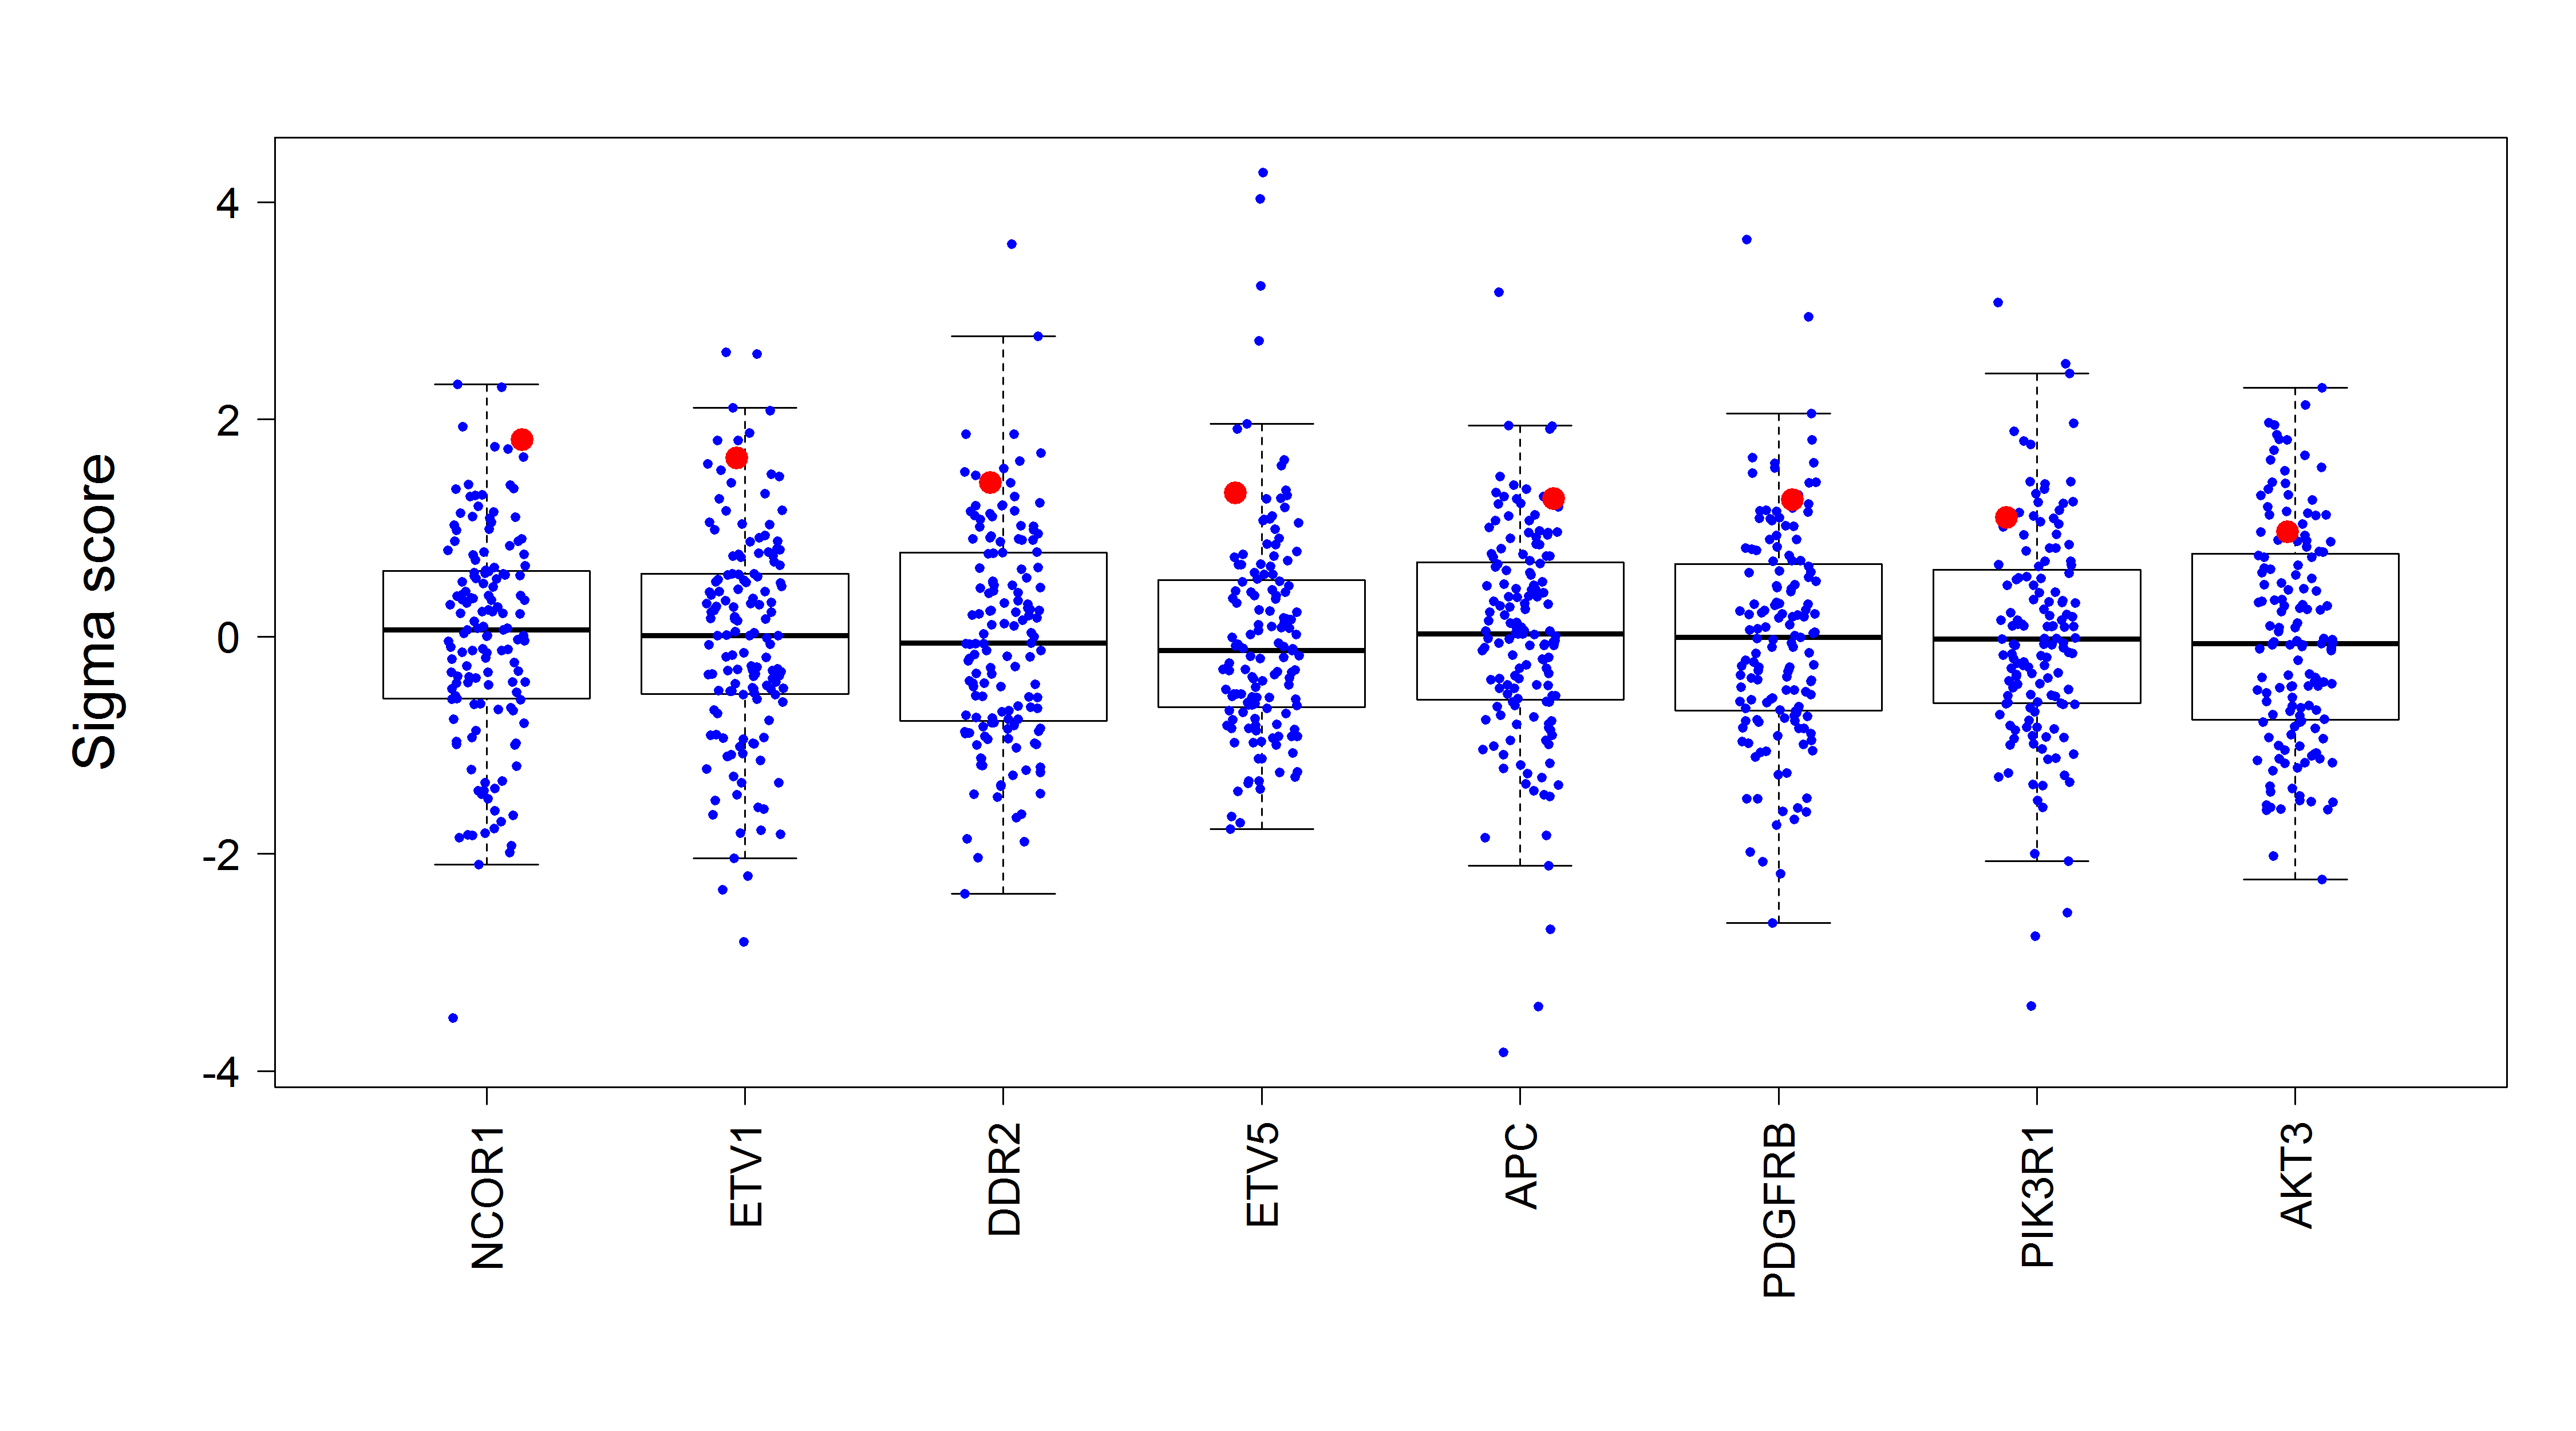 Sigma score
4
2
0
-2
-4
NCOR1
ETV1
DDR2
ETV5
APC
PDGFRB
PIK3R1
AKT3